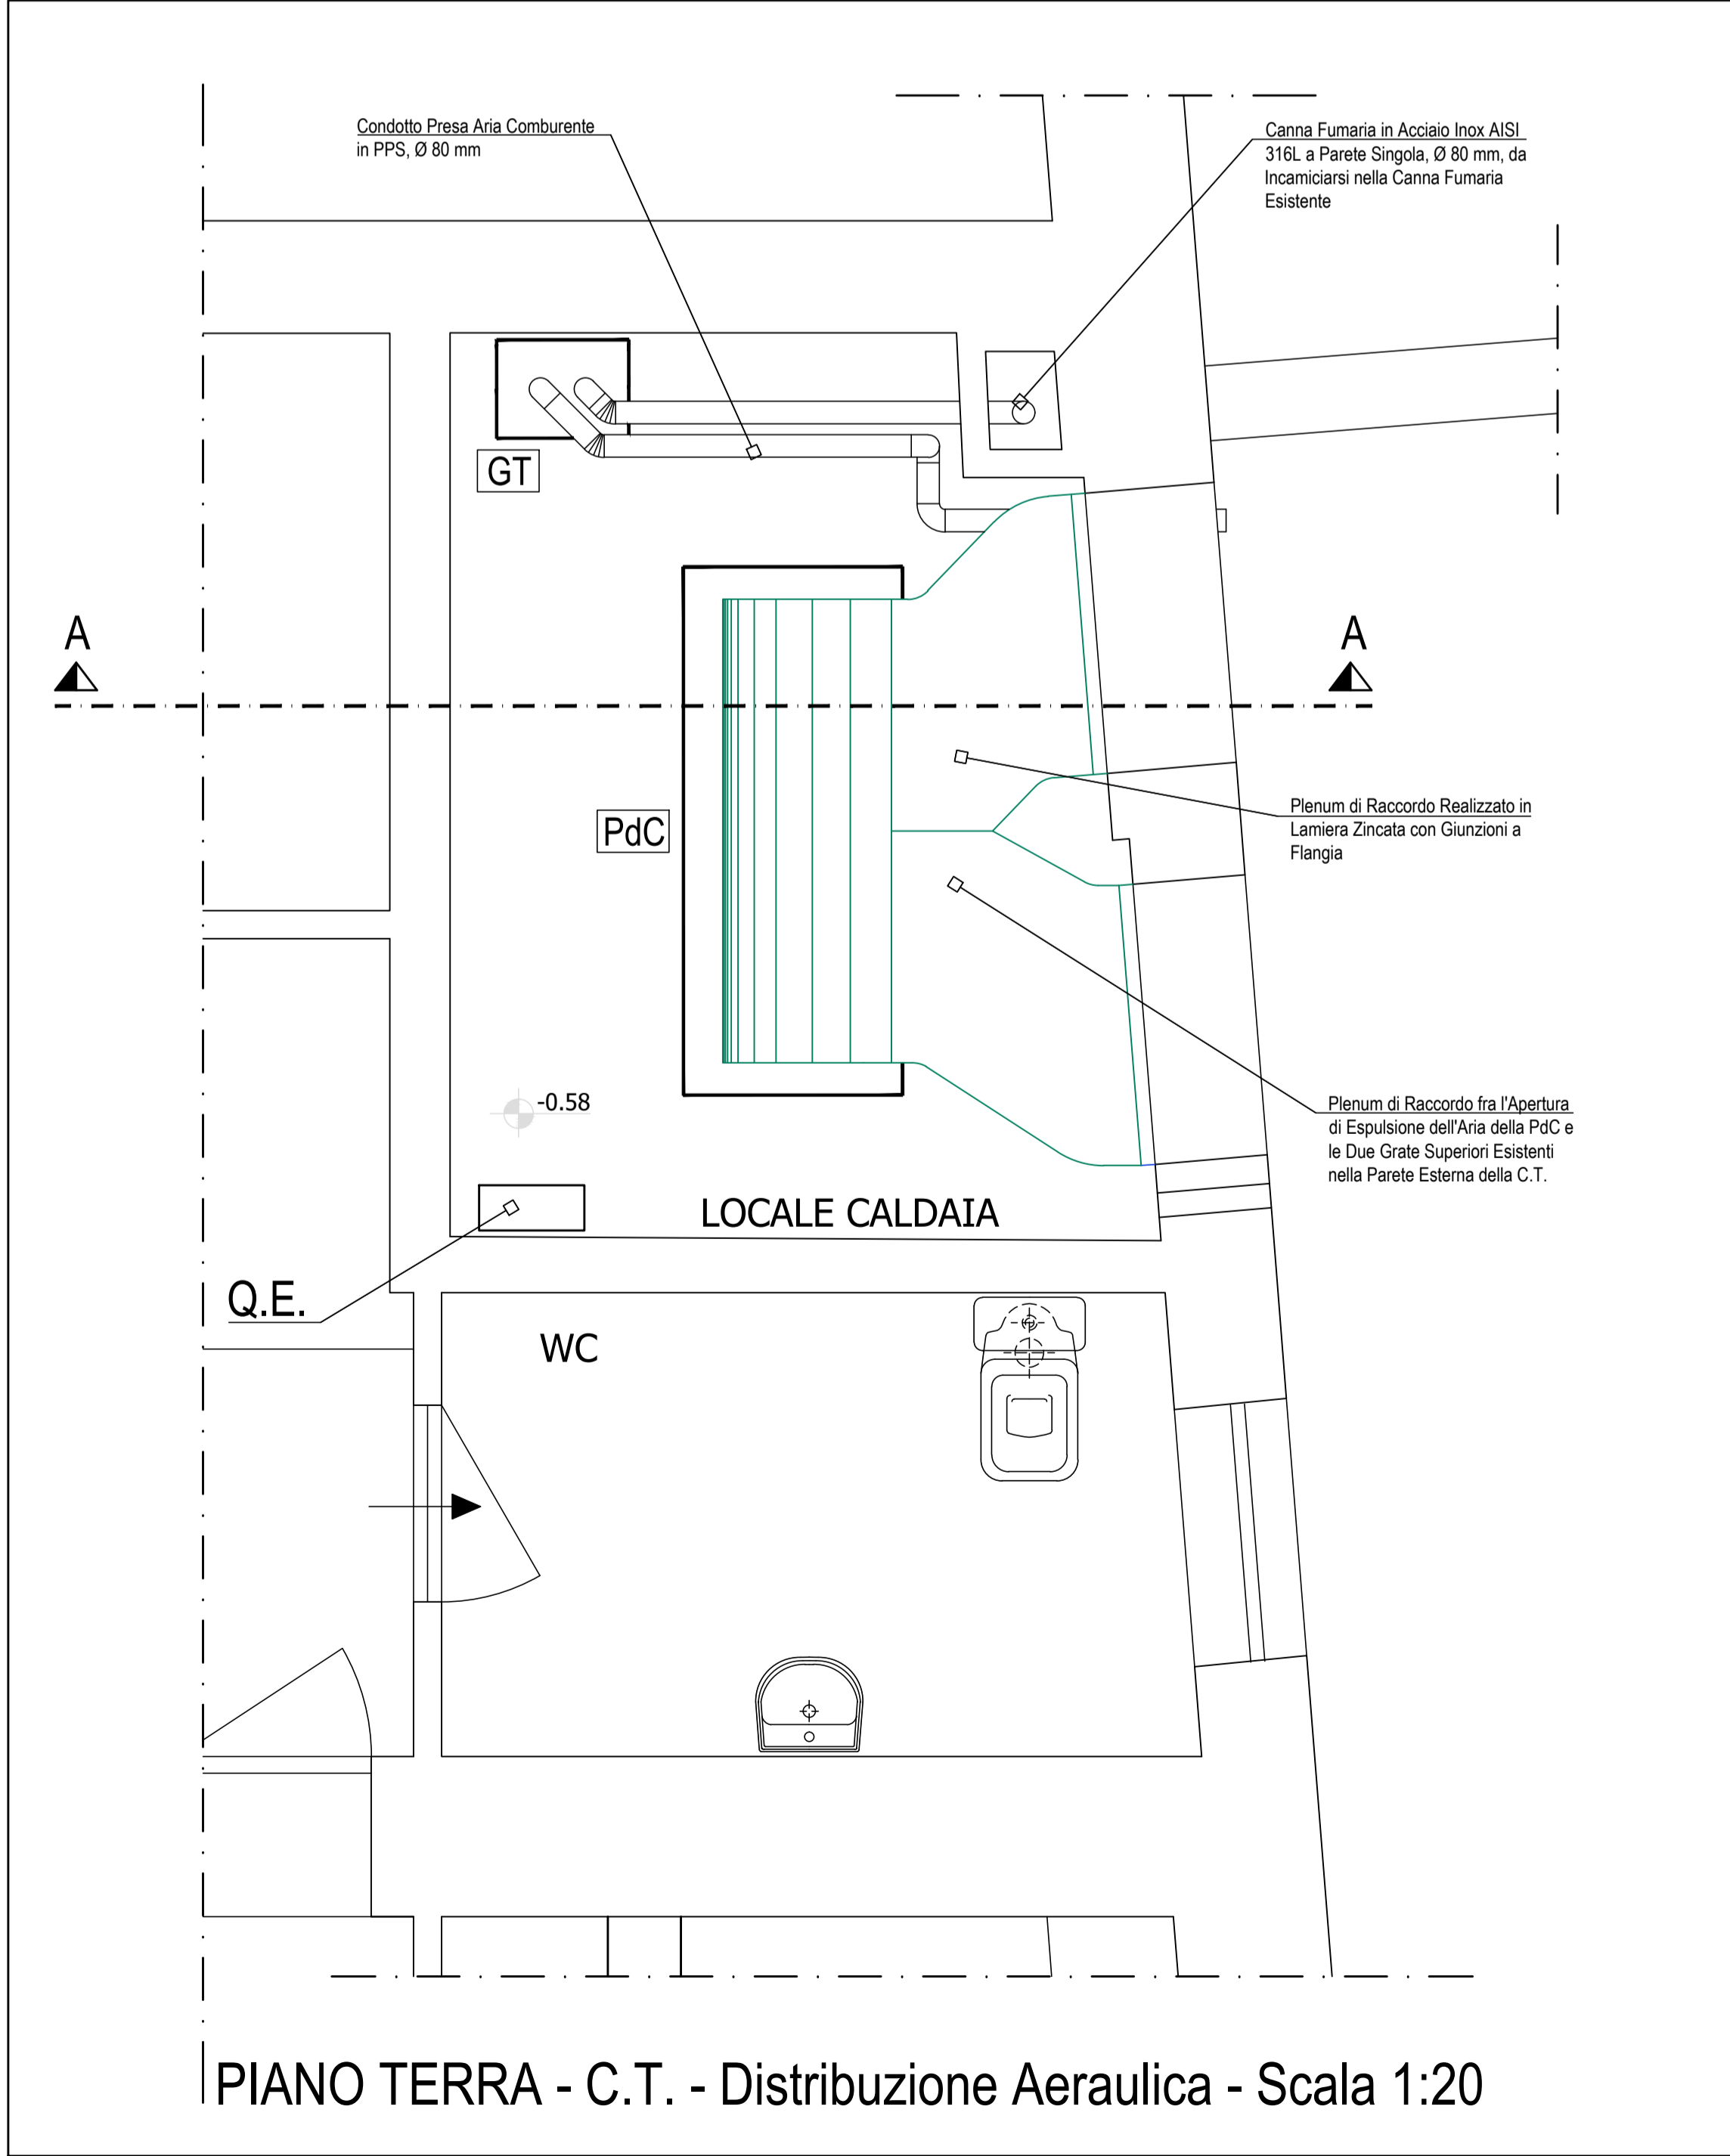 Condotto Presa Aria Comburente
in PPS, Ø 80 mm
Canna Fumaria in Acciaio Inox AISI
316L a Parete Singola, Ø 80 mm, da
Incamiciarsi nella Canna Fumaria
Esistente
GT
A
A
PdC
Plenum di Raccordo Realizzato in
Lamiera Zincata con Giunzioni a
Flangia
-0.58
Plenum di Raccordo fra l'Apertura
di Espulsione dell'Aria della PdC e
le Due Grate Superiori Esistenti
nella Parete Esterna della C.T.
LOCALE CALDAIA
Q.E.
WC
PIANO TERRA - C.T. - Distribuzione Aeraulica - Scala 1:20